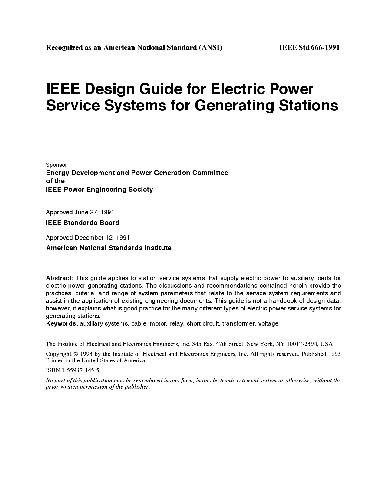 Recognized as an American National Standard (ANSI) IEEE Std 666-1991
IEEE Design Guide for Electric Power
Service Systems for Generating Stations
Sponsor
Energy Development and Power Generation Committee
of the
IEEE Power Engineering Society
Approved June 27, 1991
IEEE Standards Board
Approved December 12, 1991
American National Standards Institute
Abstract: This guide applies to station service systems that supply electric power to auxiliary loads for
electric power generating stations. The discussions and recommendations contained herein provide the
practices, criteria, and range of system parameters that relate to the service system requirements and
assist in the application of existing engineering documents. This guide is not a handbook of design data;
however, it explains what is good practice for the many different types of electric power service systems for
generating stations.
Keywords: auxiliary systems, cable, motor, relay, short circuit, transformer, voltage
The Institute of Electrical and Electronics Engineers, Inc. 345 East 47th Street, New York, NY 10017-2394, USA
Copyright © by the Institute of Electrical and Electronics Engineers, Inc. All rights reserved. Published
Printed in the United States of America
ISBN
No part of this publication may be reproduced in any form, in an electronic retrieval system or otherwise, without the
prior written permission of the publisher.